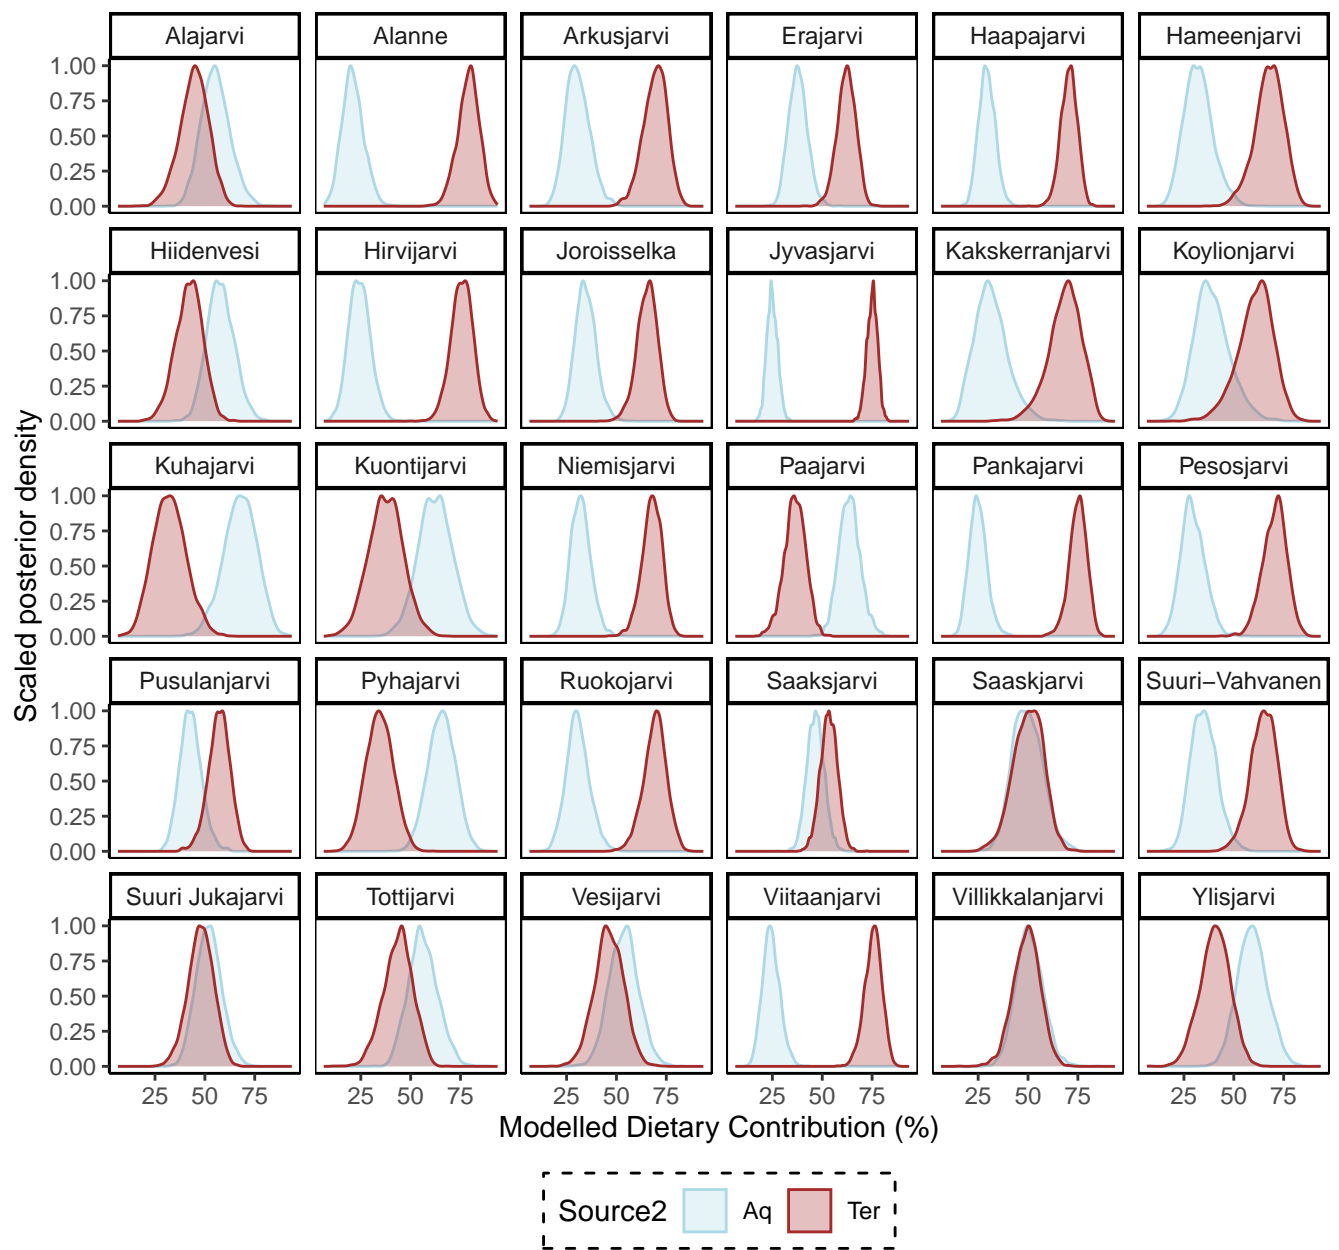 Alajarvi Alanne Arkusjarvi Erajarvi Haapajarvi Hameenjarvi
1.00
0.75
0.50
0.25
0.00
Hiidenvesi Hirvijarvi Joroisselka Jyvasjarvi Kakskerranjarvi Koylionjarvi
1.00
0.75
0.50
0.25
0.00
Kuhajarvi Kuontijarvi Niemisjarvi Paajarvi Pankajarvi Pesosjarvi
1.00
0.75
0.50
0.25
0.00
Pusulanjarvi Pyhajarvi Ruokojarvi Saaksjarvi Saaskjarvi Suuri−Vahvanen
1.00
0.75
0.50
0.25
0.00
Suuri Jukajarvi Tottijarvi Vesijarvi Viitaanjarvi Villikkalanjarvi Ylisjarvi
1.00
0.75
0.50
0.25
0.00
25 50 75 25 50 75 25 50 75 25 50 75 25 50 75 25 50 75
Scaled posterior density
Modelled Dietary Contribution (%)
Source2 Aq Ter